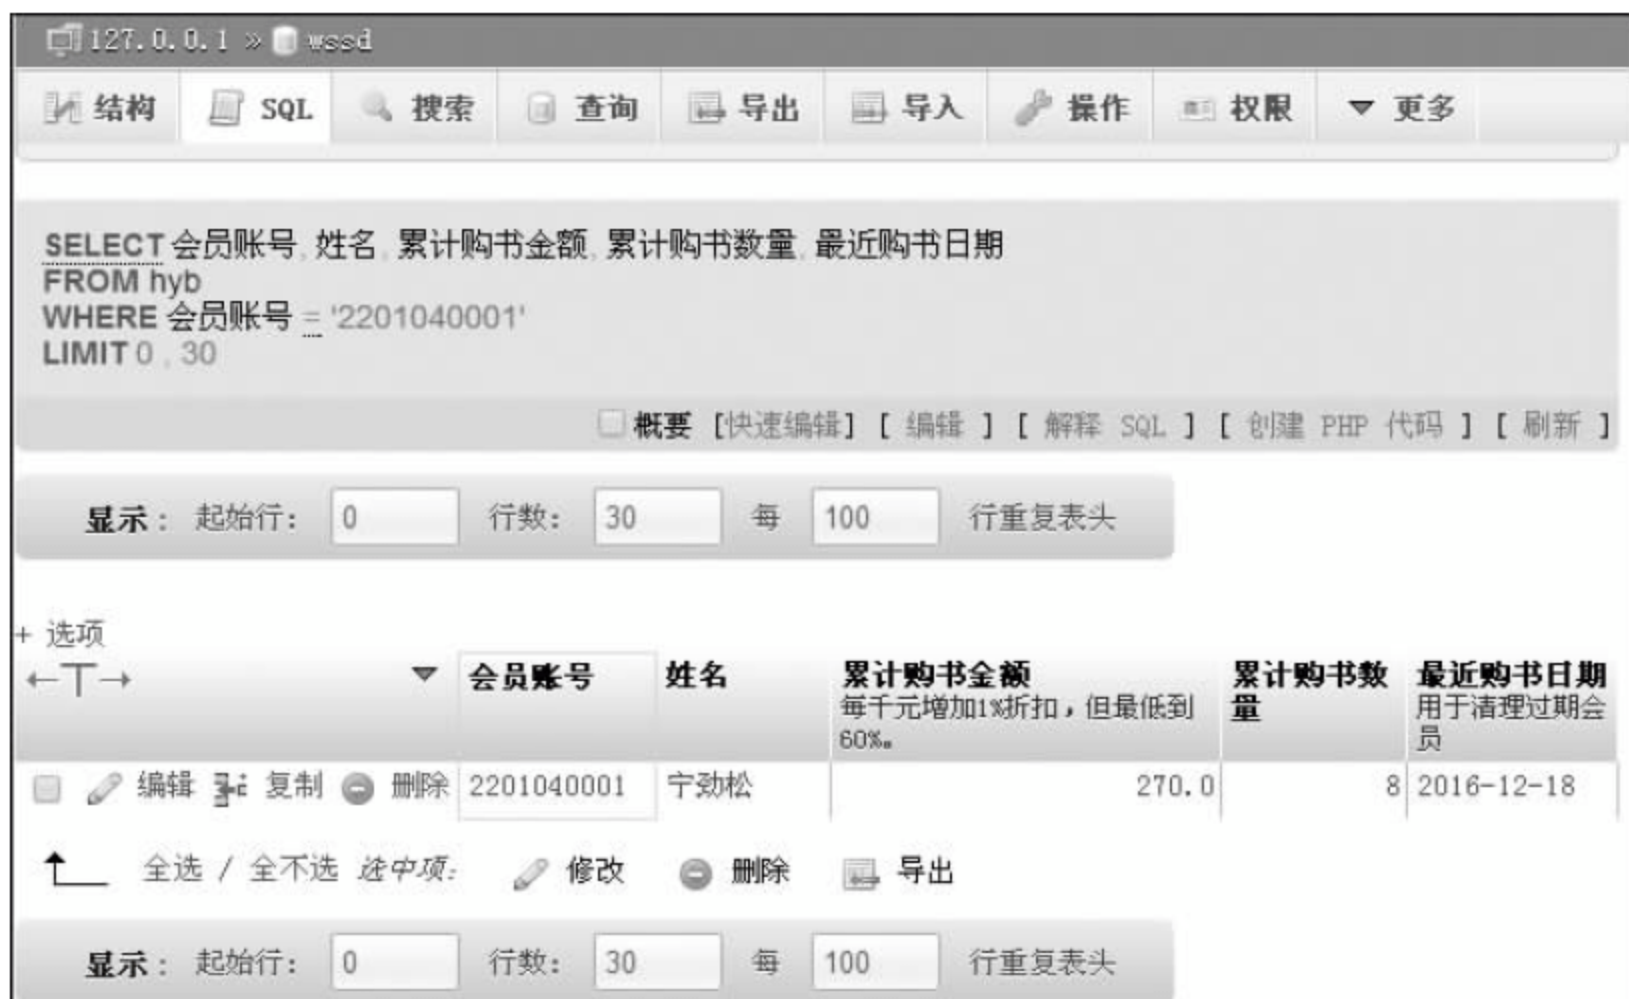 127.0.0.1 » wssd
结构 SQL 搜索 查询 导出 导入 操作 权限 更多
SELECT 会员账号, 姓名, 累计购书金额, 累计购书数量, 最近购书日期
FROM hyb
WHERE 会员账号 = '2201040001'
LIMIT 0 , 30
概要 [快速编辑] [ 编辑 ] [ 解释 SQL ] [ 创建 PHP 代码 ] [ 刷新 ]
显示 : 起始行: 0 行数: 30 每 100 行重复表头
+ 选项
←T→ 会员账号 姓名 累计购书金额 累计购书数 最近购书日期
每千元增加1%折扣，但最低到 量 用于清理过期会
60%。 员
编辑 复制 删除 2201040001 宁劲松 270.0 8 2016-12-18
全选 / 全不选 选中项: 修改 删除 导出
显示 : 起始行: 0 行数: 30 每 100 行重复表头